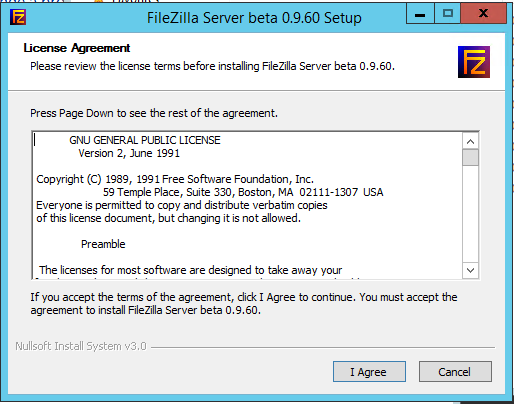 FileZilla Server beta 0.9.60 Setup
License Agreement
Please review the license terms before installing FileZilla Server beta 0.9.60.
Press Page Down to see the rest of the agreement.
GNU GENERAL PUBLIC LICENSE
Version 2, June 1991
Copyright (C) 1989, 1991 Free Software Foundation, Inc.
59 Temple Place, Suite 330, Boston, MA  02111-1307  USA
Everyone is permitted to copy and distribute verbatim copies
of this license document, but changing it is not allowed.
Preamble
The licenses for most software are designed to take away your
If you accept the terms of the agreement, click I Agree to continue. You must accept the
agreement to install FileZilla Server beta 0.9.60.
Nullsoft Install System v3.0
I Agree
Cancel